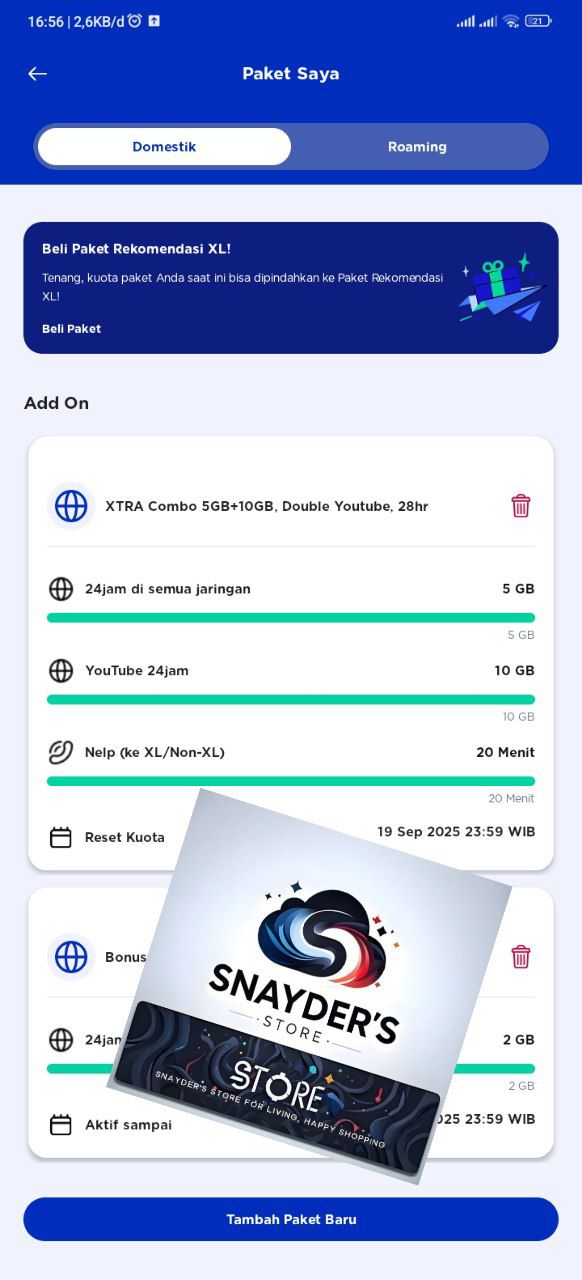 16:56 | 2,6KB/d
21
Paket Saya
Domestik
Roaming
Beli Paket Rekomendasi XL!
Tenang, kuota paket Anda saat ini bisa dipindahkan ke Paket Rekomendasi
XL!
Beli Paket
Add On
XTRA Combo 5GB+10GB, Double Youtube, 28hr
24jam di semua jaringan
5 GB
5 GB
YouTube 24jam
10 GB
10 GB
Nelp (ke XL/Non-XL)
20 Menit
20 Menit
Reset Kuota
19 Sep 2025 23:59 WIB
Bonus
24jam
2 GB
2 GB
Aktif sampai
025 23:59 WIB
SNAYDER'S
STORE
STORE
SNAYDER'S STORE FOR LIVING, HAPPY SHOPPING
Tambah Paket Baru